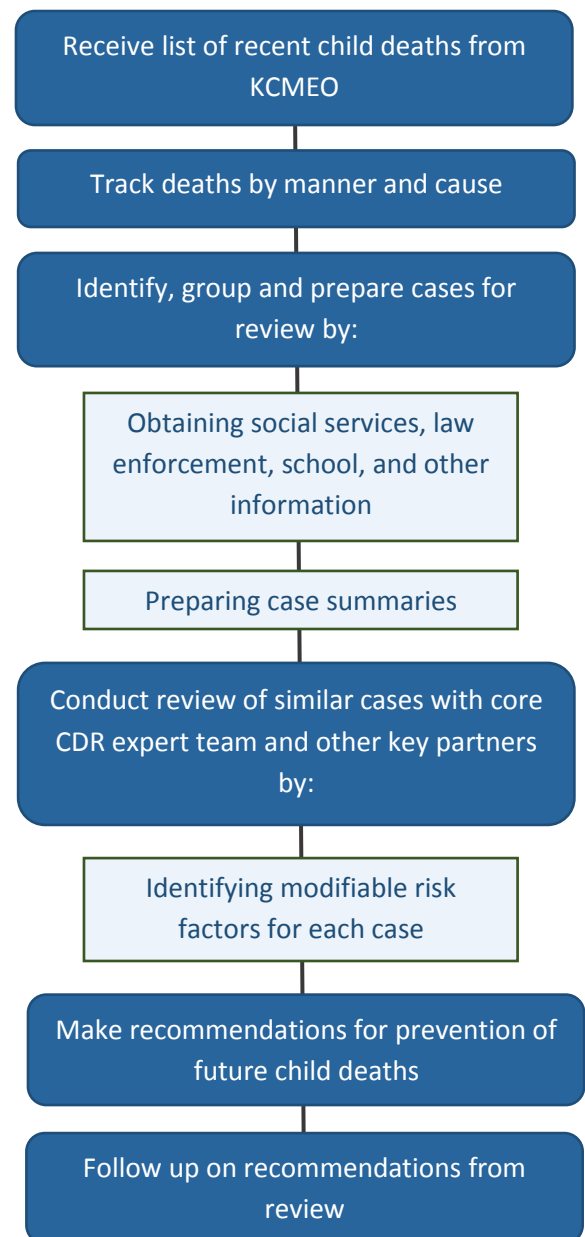 Receive list of recent child deaths from
KCMEO
Track deaths by manner and cause
Identify, group and prepare cases for
review by:
Obtaining social services, law
enforcement, school, and other
information
Preparing case summaries
Conduct review of similar cases with core
CDR expert team and other key partners
by:
Identifying modifiable risk
factors for each case
Make recommendations for prevention of
future child deaths
Follow up on recommendations from
review